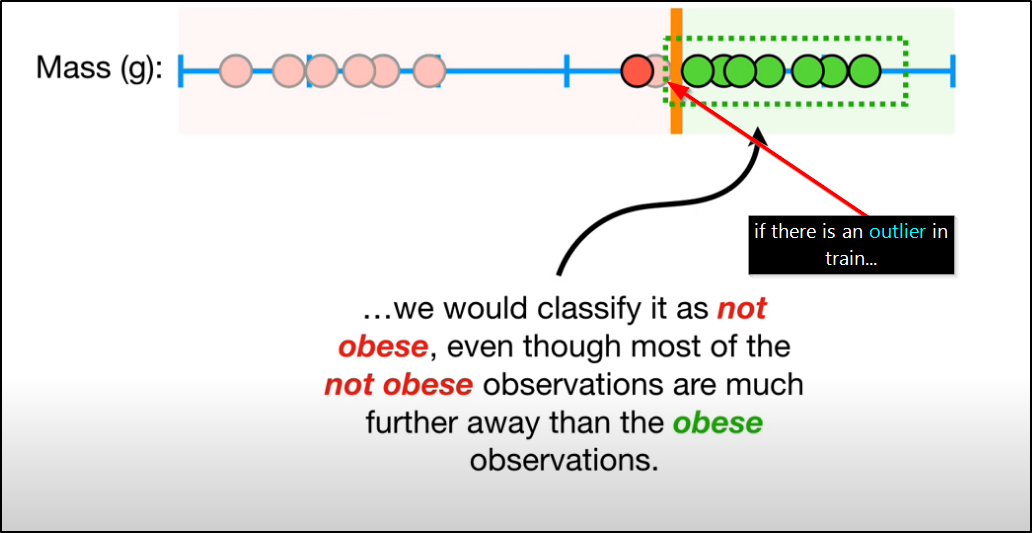 Mass (g):
if there is an outlier in
train...
...we would classify it as not
obese, even though most of the
not obese observations are much
further away than the obese
observations.